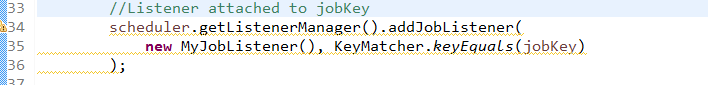 33 //Listener attached to jobKey
34 scheduler.getListenerManager().addJobListener(
35 new MyJobListener(), KeyMatcher.keyEquals(jobKey)
36 );